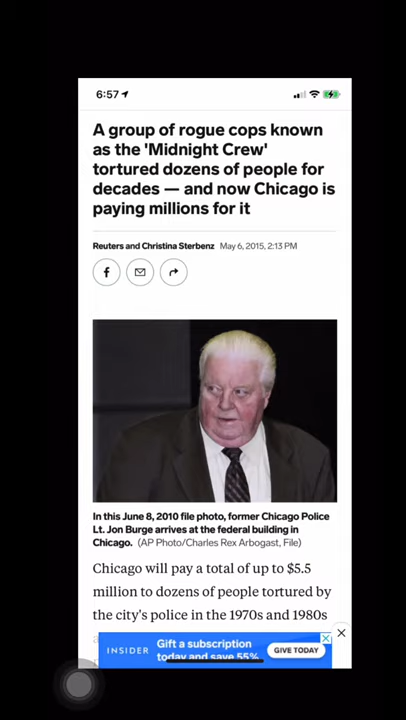 6:57
A group of rogue cops known
as the 'Midnight Crew'
tortured dozens of people for
decades — and now Chicago is
paying millions for it
Reuters and Christina Sterbenz May 6, 2015, 2:13 PM
In this June 8, 2010 file photo, former Chicago Police
Lt. Jon Burge arrives at the federal building in
Chicago. (AP Photo/Charles Rex Arbogast, File)
Chicago will pay a total of up to $5.5
million to dozens of people tortured by
the city's police in the 1970s and 1980s
INSIDER
Gift a subscription
today and save 55%
GIVE TODAY